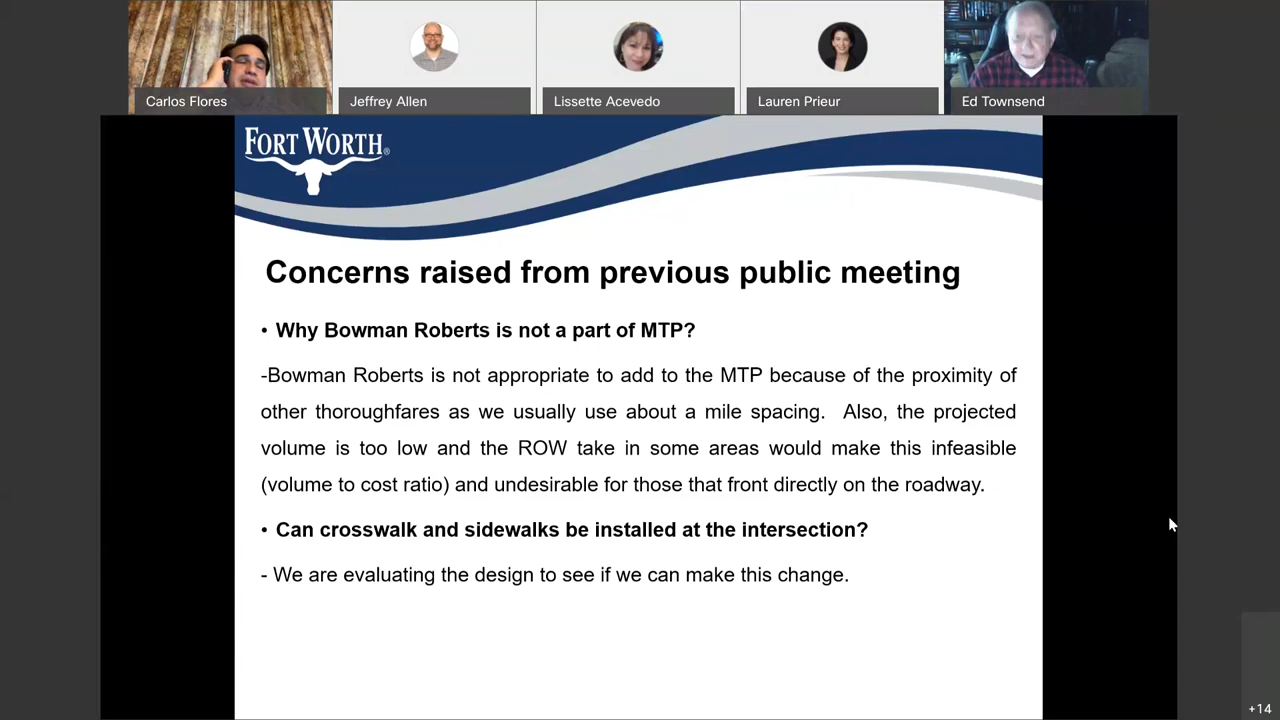 Carlos Flores
Jeffrey Allen
Lissette Acevedo
Lauren Prieur
Ed Townsend
FORT WORTH®
Concerns raised from previous public meeting
• Why Bowman Roberts is not a part of MTP?
-Bowman Roberts is not appropriate to add to the MTP because of the proximity of
other thoroughfares as we usually use about a mile spacing. Also, the projected
volume is too low and the ROW take in some areas would make this infeasible
(volume to cost ratio) and undesirable for those that front directly on the roadway.
• Can crosswalk and sidewalks be installed at the intersection?
- We are evaluating the design to see if we can make this change.
+14